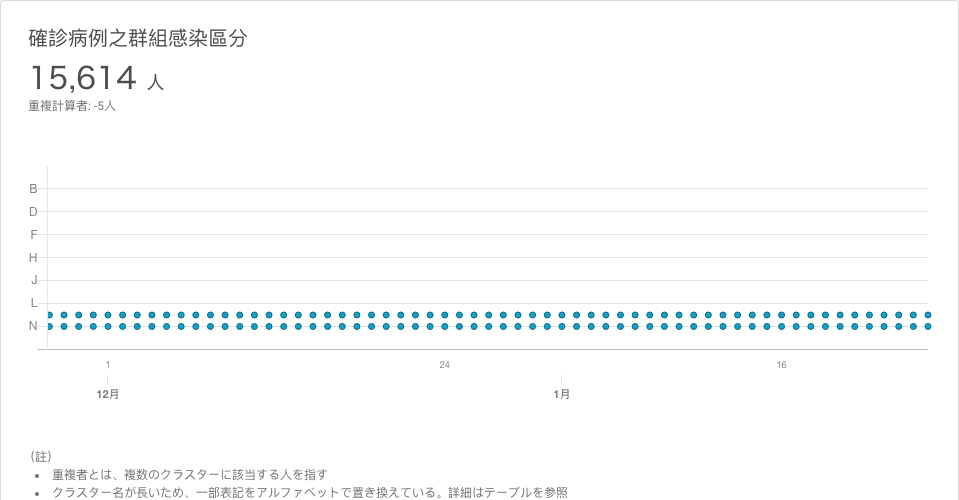 確診病例之群組感染區分
15,614 人
重複計算者: -5人
B
D
F
H
J
L
N
1
24
16
12月
1月
(註)
• 重複者とは、複数のクラスターに該当する人を指す
• クラスター名が長いため、一部表記をアルファベットで置き換えている。詳細はテーブルを参照